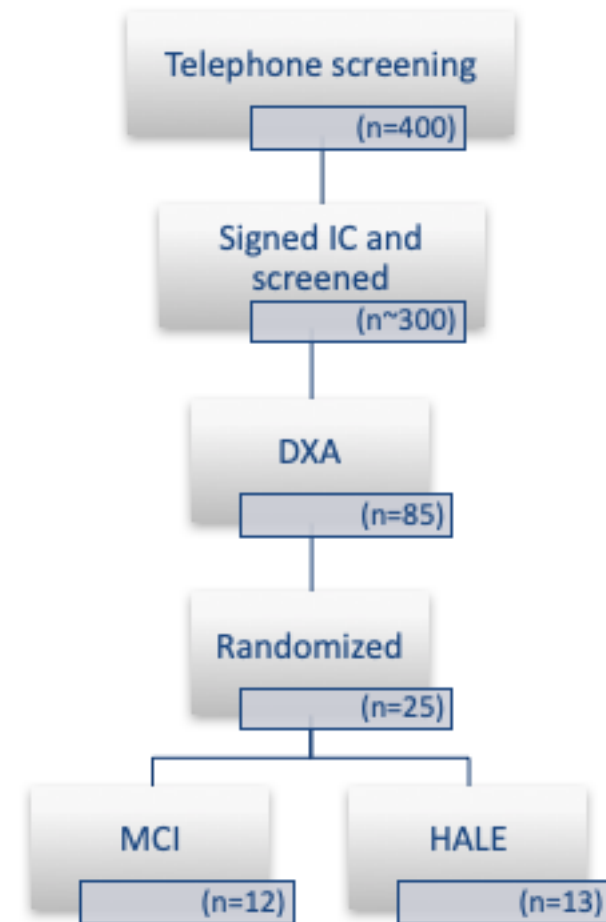 Telephone screening
(n=400)
Signed IC and
screened
(n~300)
DXA
(n=85)
Randomized
(n=25)
MCI
(n=12)
HALE
(n=13)